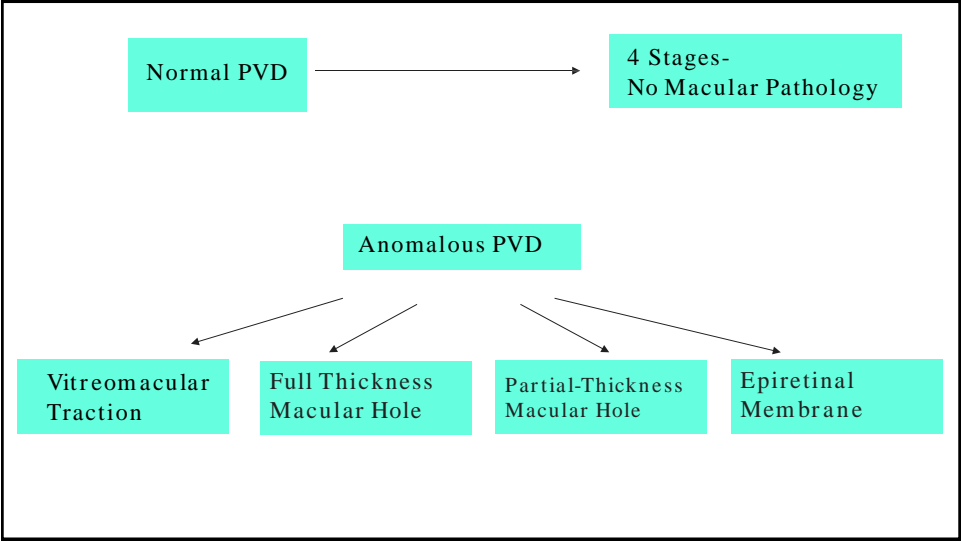 Normal PVD
4 Stages-
No Macular Pathology
Anomalous PVD
Vitreomacular
Traction
Full Thickness
Macular Hole
Partial-Thickness
Macular Hole
Epiretinal
Membrane